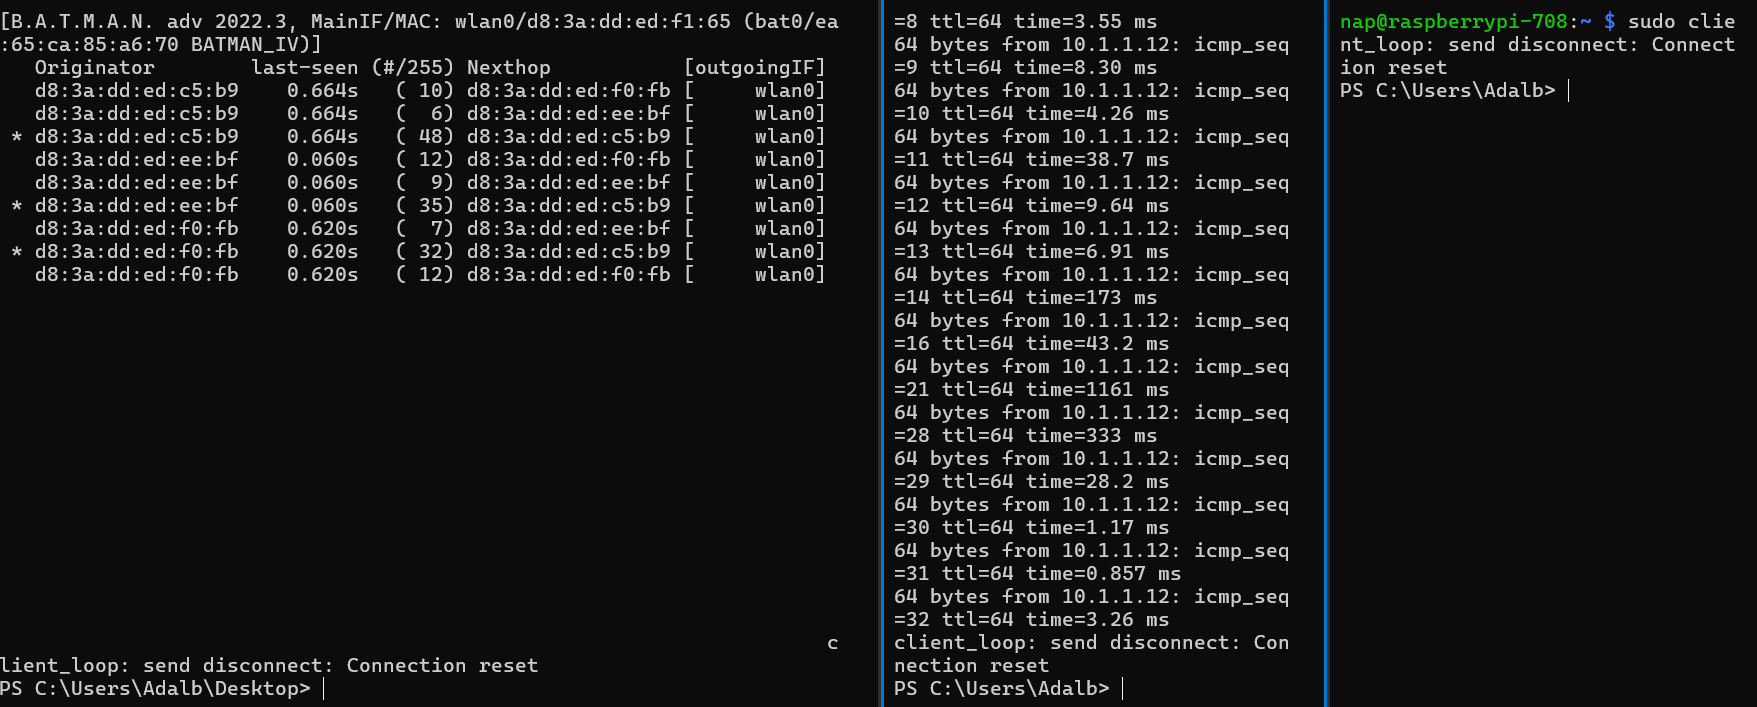 [B.A.T.M.A.N. adv 2022.3, MainIF/MAC: wlan0/d8:3a:dd:ed:f1:65 (bat0/ea
:65:ca:85:a6:70 BATMAN_IV)]
   Originator        last-seen (#/255) Nexthop           [outgoingIF]
   d8:3a:dd:ed:c5:b9    0.664s   ( 10) d8:3a:dd:ed:f0:fb [     wlan0]
   d8:3a:dd:ed:c5:b9    0.664s   (  6) d8:3a:dd:ed:ee:bf [     wlan0]
 * d8:3a:dd:ed:c5:b9    0.664s   ( 48) d8:3a:dd:ed:c5:b9 [     wlan0]
   d8:3a:dd:ed:ee:bf    0.060s   ( 12) d8:3a:dd:ed:f0:fb [     wlan0]
   d8:3a:dd:ed:ee:bf    0.060s   (  9) d8:3a:dd:ed:ee:bf [     wlan0]
 * d8:3a:dd:ed:ee:bf    0.060s   ( 35) d8:3a:dd:ed:c5:b9 [     wlan0]
   d8:3a:dd:ed:f0:fb    0.620s   (  7) d8:3a:dd:ed:ee:bf [     wlan0]
 * d8:3a:dd:ed:f0:fb    0.620s   ( 32) d8:3a:dd:ed:c5:b9 [     wlan0]
   d8:3a:dd:ed:f0:fb    0.620s   ( 12) d8:3a:dd:ed:f0:fb [     wlan0]
c
lient_loop: send disconnect: Connection reset
PS C:\Users\Adalb\Desktop>
=8 ttl=64 time=3.55 ms
64 bytes from 10.1.1.12: icmp_seq
=9 ttl=64 time=8.30 ms
64 bytes from 10.1.1.12: icmp_seq
=10 ttl=64 time=4.26 ms
64 bytes from 10.1.1.12: icmp_seq
=11 ttl=64 time=38.7 ms
64 bytes from 10.1.1.12: icmp_seq
=12 ttl=64 time=9.64 ms
64 bytes from 10.1.1.12: icmp_seq
=13 ttl=64 time=6.91 ms
64 bytes from 10.1.1.12: icmp_seq
=14 ttl=64 time=173 ms
64 bytes from 10.1.1.12: icmp_seq
=16 ttl=64 time=43.2 ms
64 bytes from 10.1.1.12: icmp_seq
=21 ttl=64 time=1161 ms
64 bytes from 10.1.1.12: icmp_seq
=28 ttl=64 time=333 ms
64 bytes from 10.1.1.12: icmp_seq
=29 ttl=64 time=28.2 ms
64 bytes from 10.1.1.12: icmp_seq
=30 ttl=64 time=1.17 ms
64 bytes from 10.1.1.12: icmp_seq
=31 ttl=64 time=0.857 ms
64 bytes from 10.1.1.12: icmp_seq
=32 ttl=64 time=3.26 ms
client_loop: send disconnect: Con
nection reset
PS C:\Users\Adalb>
nap@raspberrypi-708:~ $ sudo clie
nt_loop: send disconnect: Connect
ion reset
PS C:\Users\Adalb>